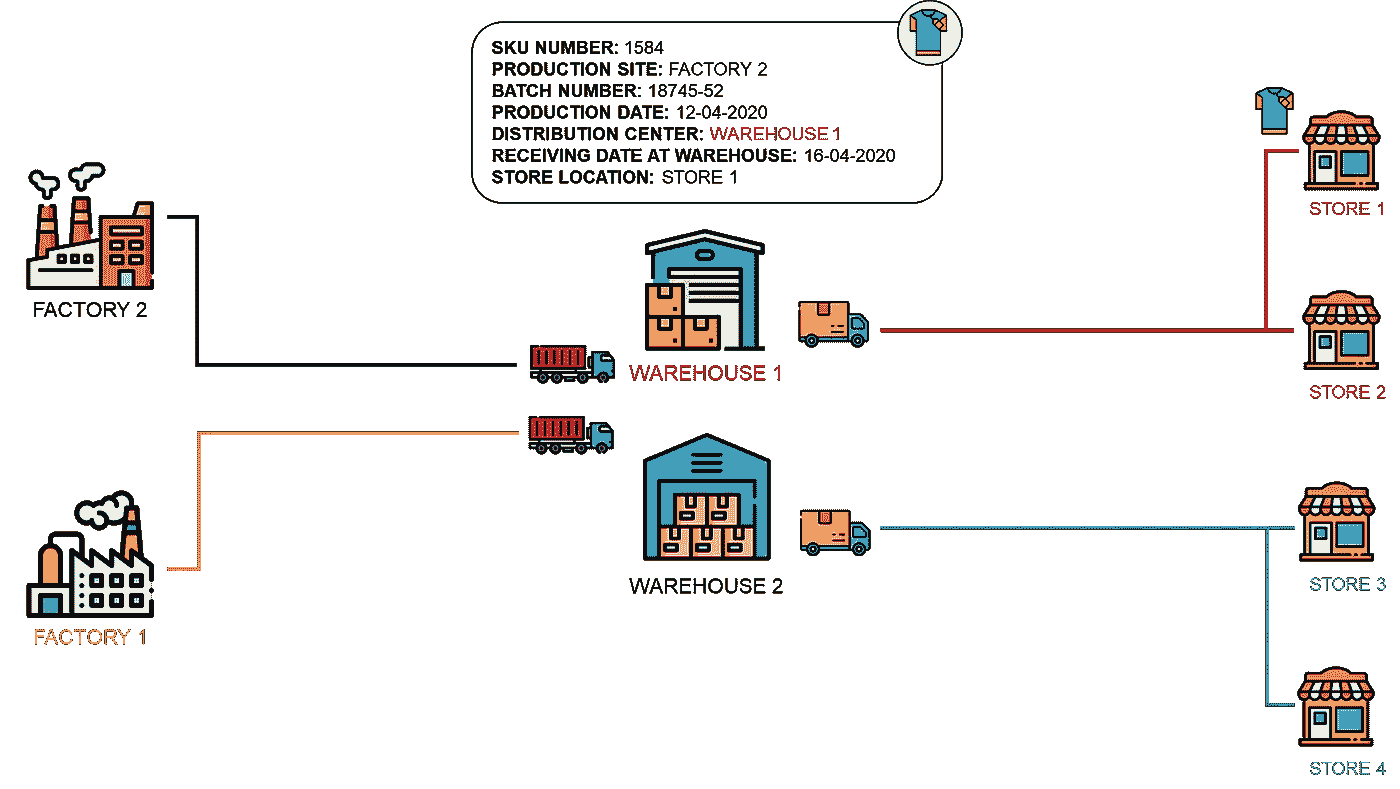 SKU NUMBER: 1584
PRODUCTION SITE: FACTORY 2
BATCH NUMBER: 18745-52
PRODUCTION DATE: 12-04-2020
DISTRIBUTION CENTER: WAREHOUSE 1
RECEIVING DATE AT WAREHOUSE: 16-04-2020
STORE LOCATION: STORE 1
STORE 1
FACTORY 2
WAREHOUSE 1
STORE 2
WAREHOUSE 2
STORE 3
FACTORY 1
STORE 4